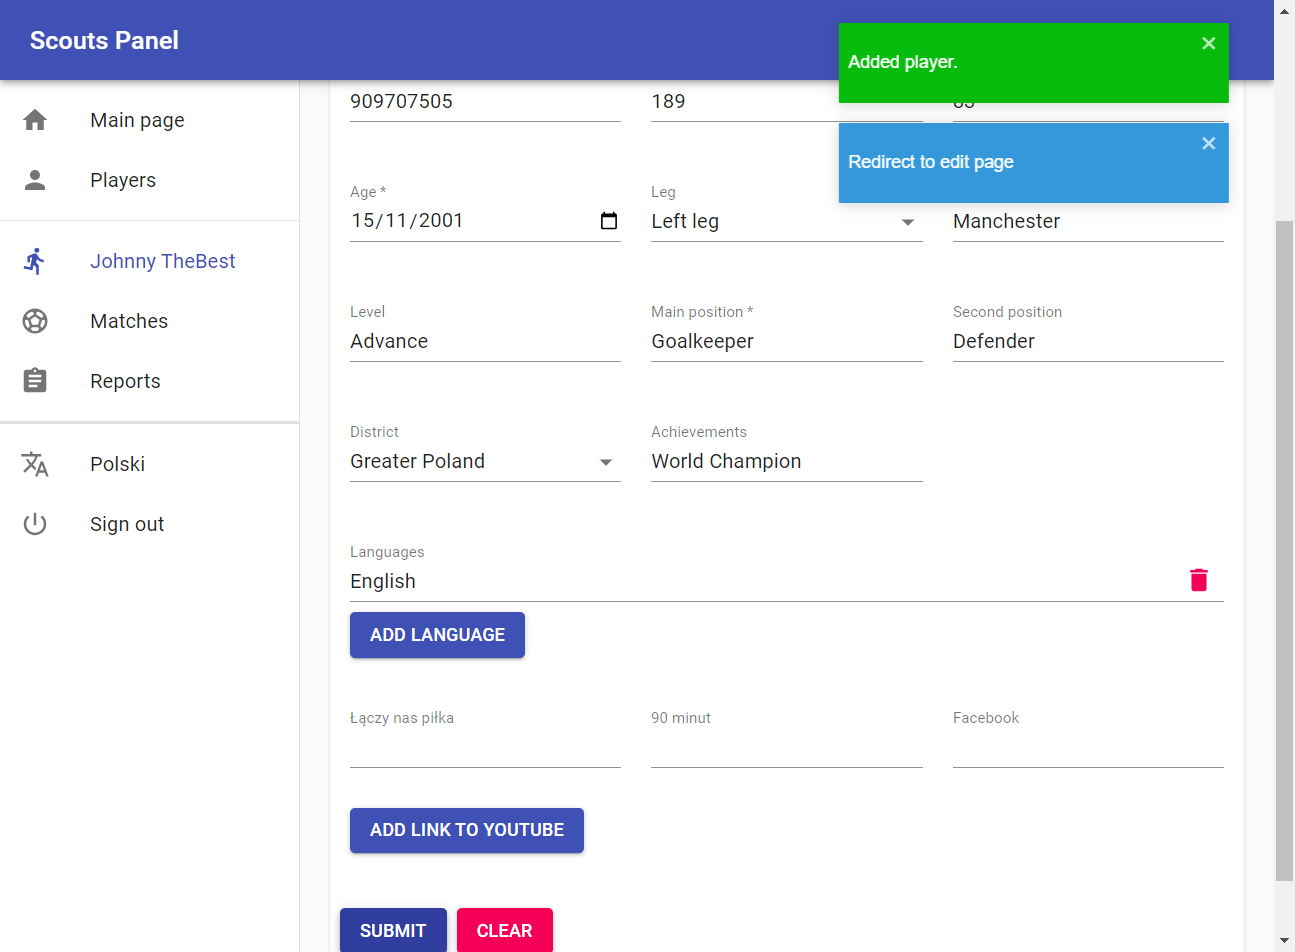 Scouts Panel
Added player.
Redirect to edit page
Main page
Players
Johnny TheBest
Matches
Reports
Polski
Sign out
909707505
189
Age *
15/11/2001
Leg
Left leg
Manchester
Level
Advance
Main position *
Goalkeeper
Second position
Defender
District
Greater Poland
Achievements
World Champion
Languages
English
ADD LANGUAGE
Łączy nas piłka
90 minut
Facebook
ADD LINK TO YOUTUBE
SUBMIT
CLEAR